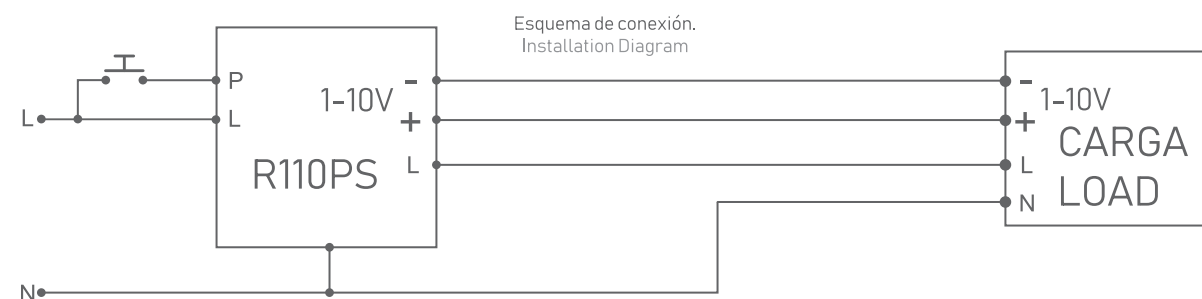 Esquema de conexión.
Installation Diagram
P
L
L
R110PS
1-10V
-
+
L
-
1-10V
+
CARGA
L
LOAD
N
N